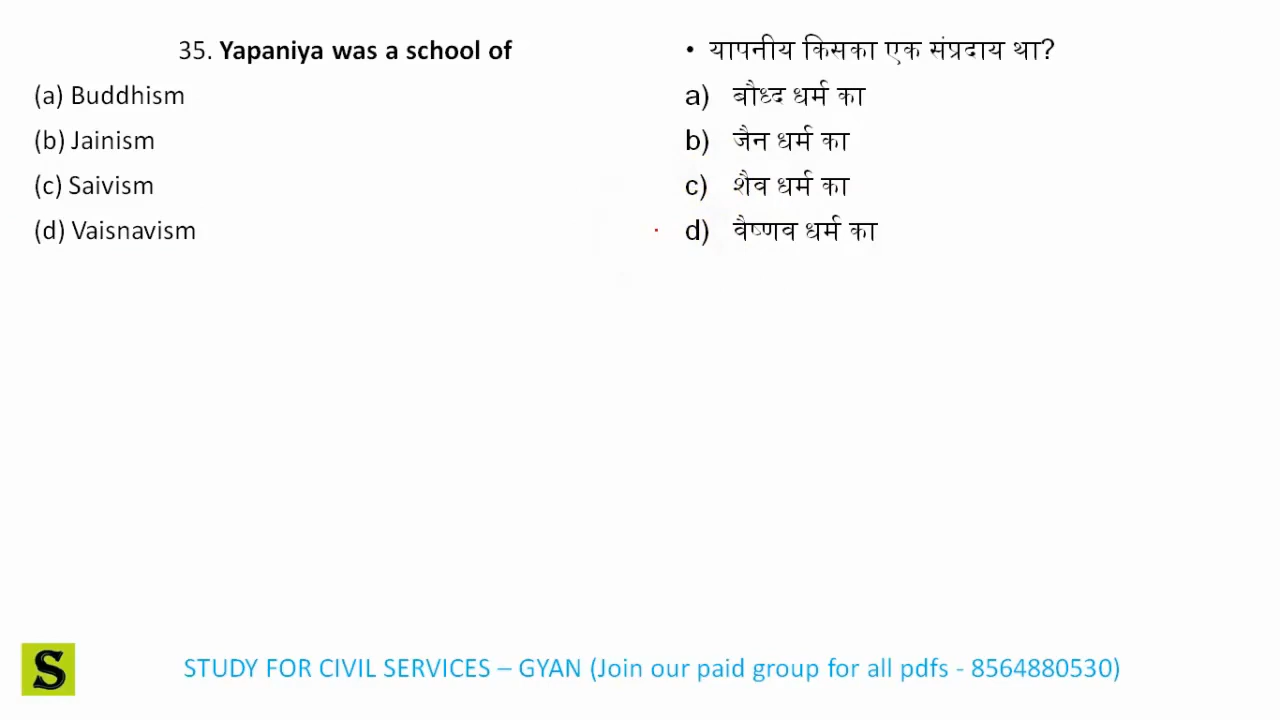 35. Yapaniya was a school of
(a) Buddhism
(b) Jainism
(c) Saivism
(d) Vaisnavism
• यापनीय किसका एक संप्रदाय था?
a) बौध्द धर्म का
b) जैन धर्म का
c) शैव धर्म का
d) वैष्णव धर्म का
S
STUDY FOR CIVIL SERVICES – GYAN (Join our paid group for all pdfs - 8564880530)